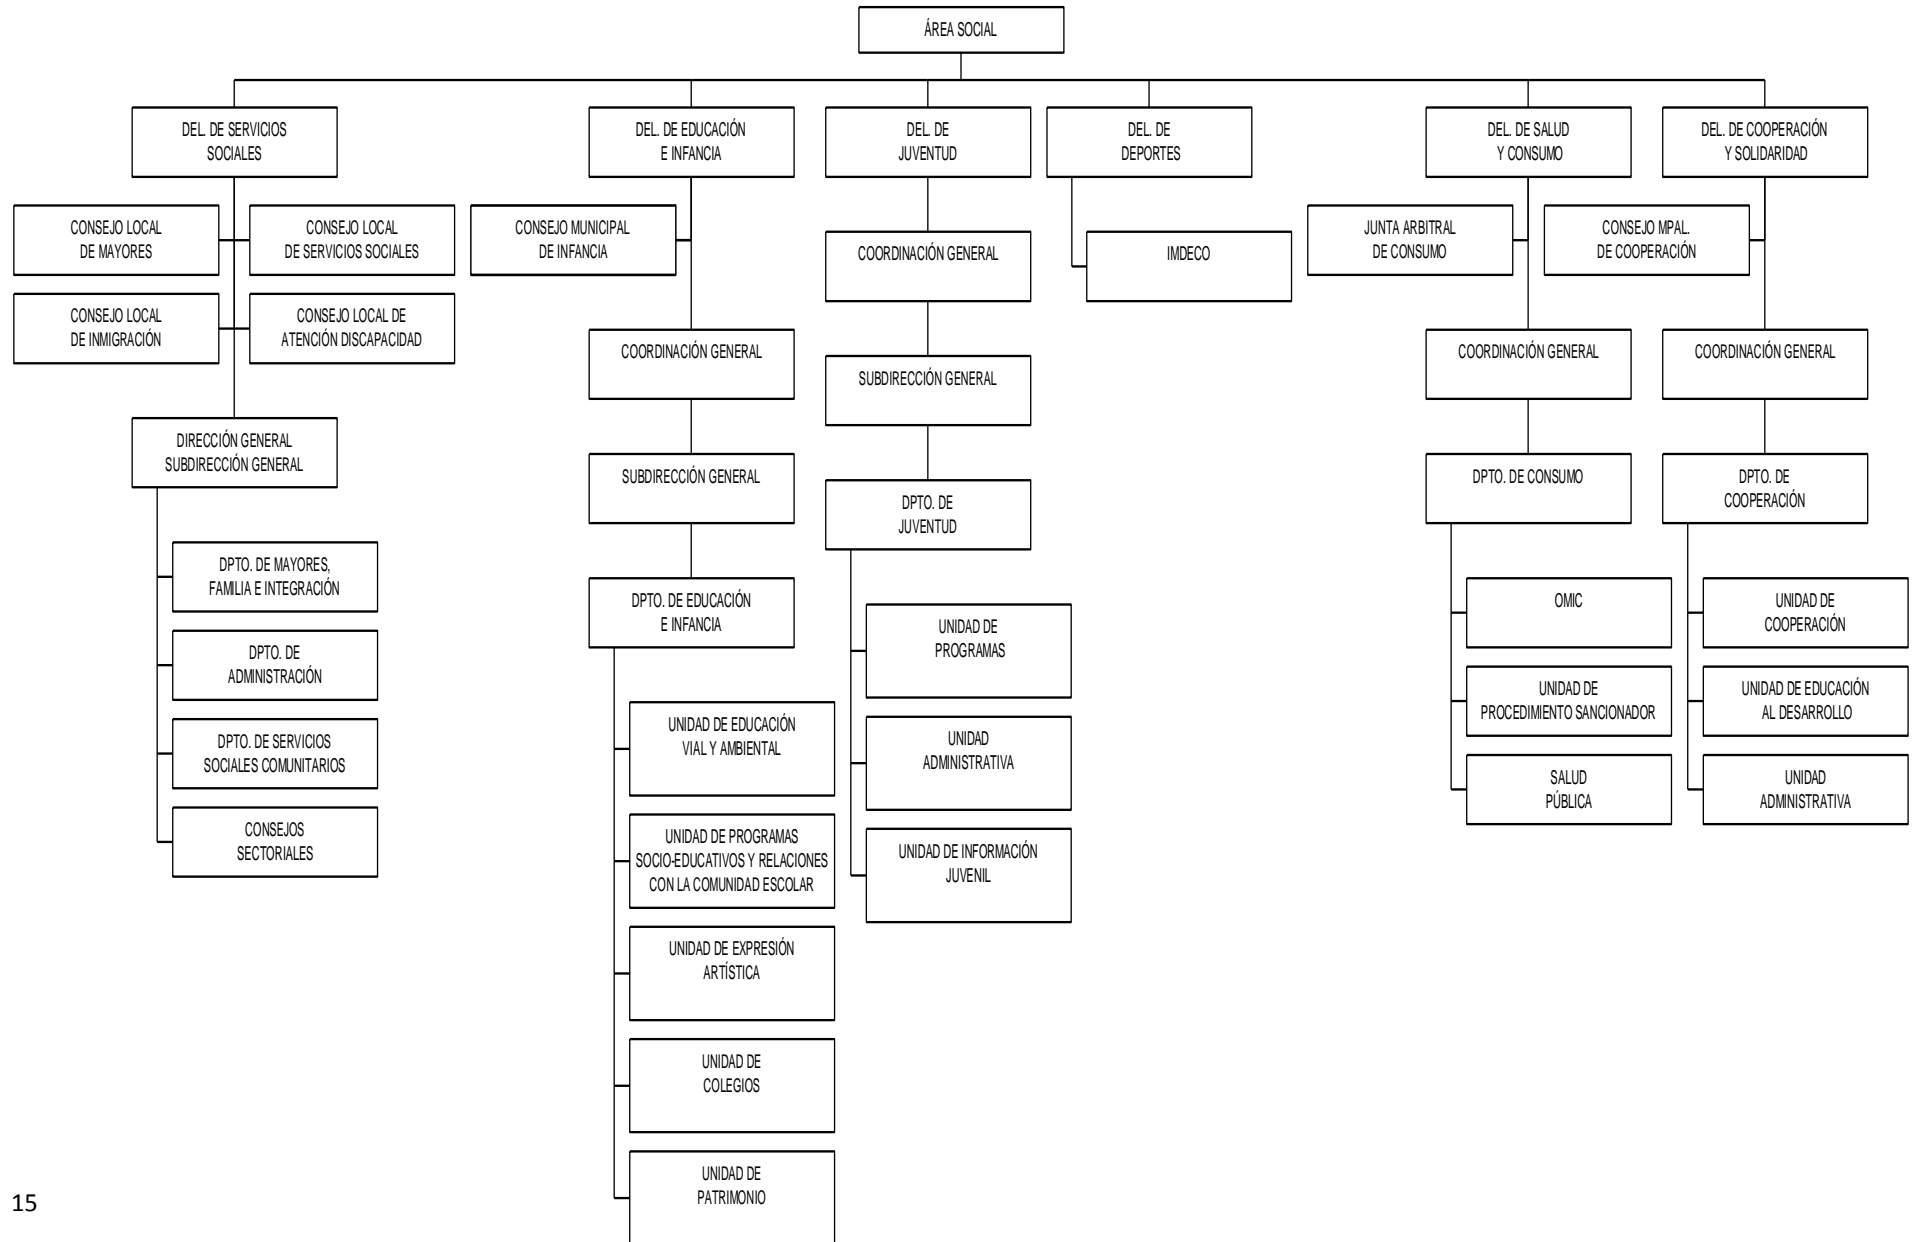 ÁREA SOCIAL
DEL. DE SERVICIOS
SOCIALES
CONSEJO LOCAL
DE MAYORES
CONSEJO LOCAL
DE SERVICIOS SOCIALES
CONSEJO LOCAL
DE INMIGRACIÓN
CONSEJO LOCAL DE
ATENCIÓN DISCAPACIDAD
DIRECCIÓN GENERAL
SUBDIRECCIÓN GENERAL
DPTO. DE MAYORES,
FAMILIA E INTEGRACIÓN
DPTO. DE
ADMINISTRACIÓN
DPTO. DE SERVICIOS
SOCIALES COMUNITARIOS
CONSEJOS
SECTORIALES
DEL. DE EDUCACIÓN
E INFANCIA
CONSEJO MUNICIPAL
DE INFANCIA
COORDINACIÓN GENERAL
SUBDIRECCIÓN GENERAL
DPTO. DE EDUCACIÓN
E INFANCIA
UNIDAD DE EDUCACIÓN
VIAL Y AMBIENTAL
UNIDAD DE PROGRAMAS
SOCIO-EDUCATIVOS Y RELACIONES
CON LA COMUNIDAD ESCOLAR
UNIDAD DE EXPRESIÓN
ARTÍSTICA
UNIDAD DE
COLEGIOS
UNIDAD DE
PATRIMONIO
DEL. DE
JUVENTUD
COORDINACIÓN GENERAL
SUBDIRECCIÓN GENERAL
DPTO. DE
JUVENTUD
UNIDAD DE
PROGRAMAS
UNIDAD
ADMINISTRATIVA
UNIDAD DE INFORMACIÓN
JUVENIL
DEL. DE
DEPORTES
IMDECO
DEL. DE SALUD
Y CONSUMO
JUNTA ARBITRAL
DE CONSUMO
COORDINACIÓN GENERAL
DPTO. DE CONSUMO
OMIC
UNIDAD DE
PROCEDIMIENTO SANCIONADOR
SALUD
PÚBLICA
DEL. DE COOPERACIÓN
Y SOLIDARIDAD
CONSEJO MPAL.
DE COOPERACIÓN
COORDINACIÓN GENERAL
DPTO. DE
COOPERACIÓN
UNIDAD DE
COOPERACIÓN
UNIDAD DE EDUCACIÓN
AL DESARROLLO
UNIDAD
ADMINISTRATIVA
15